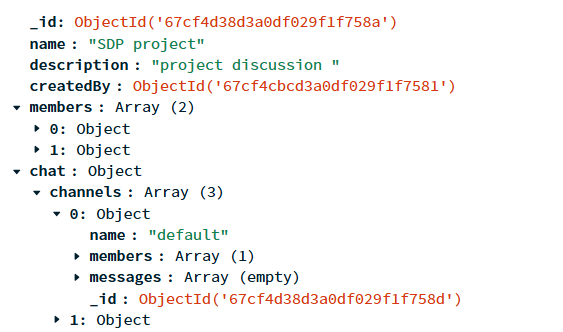 _id: ObjectId('67cf4d38d3a0df029f1f758a')
name : "SDP project"
description : "project discussion "
createdBy : ObjectId('67cf4cbcd3a0df029f1f7581')
members : Array (2)
0: Object
1: Object
chat : Object
channels : Array (3)
0: Object
name : "default"
members : Array (1)
messages : Array (empty)
_id : ObjectId('67cf4d38d3a0df029f1f758d')
1: Object